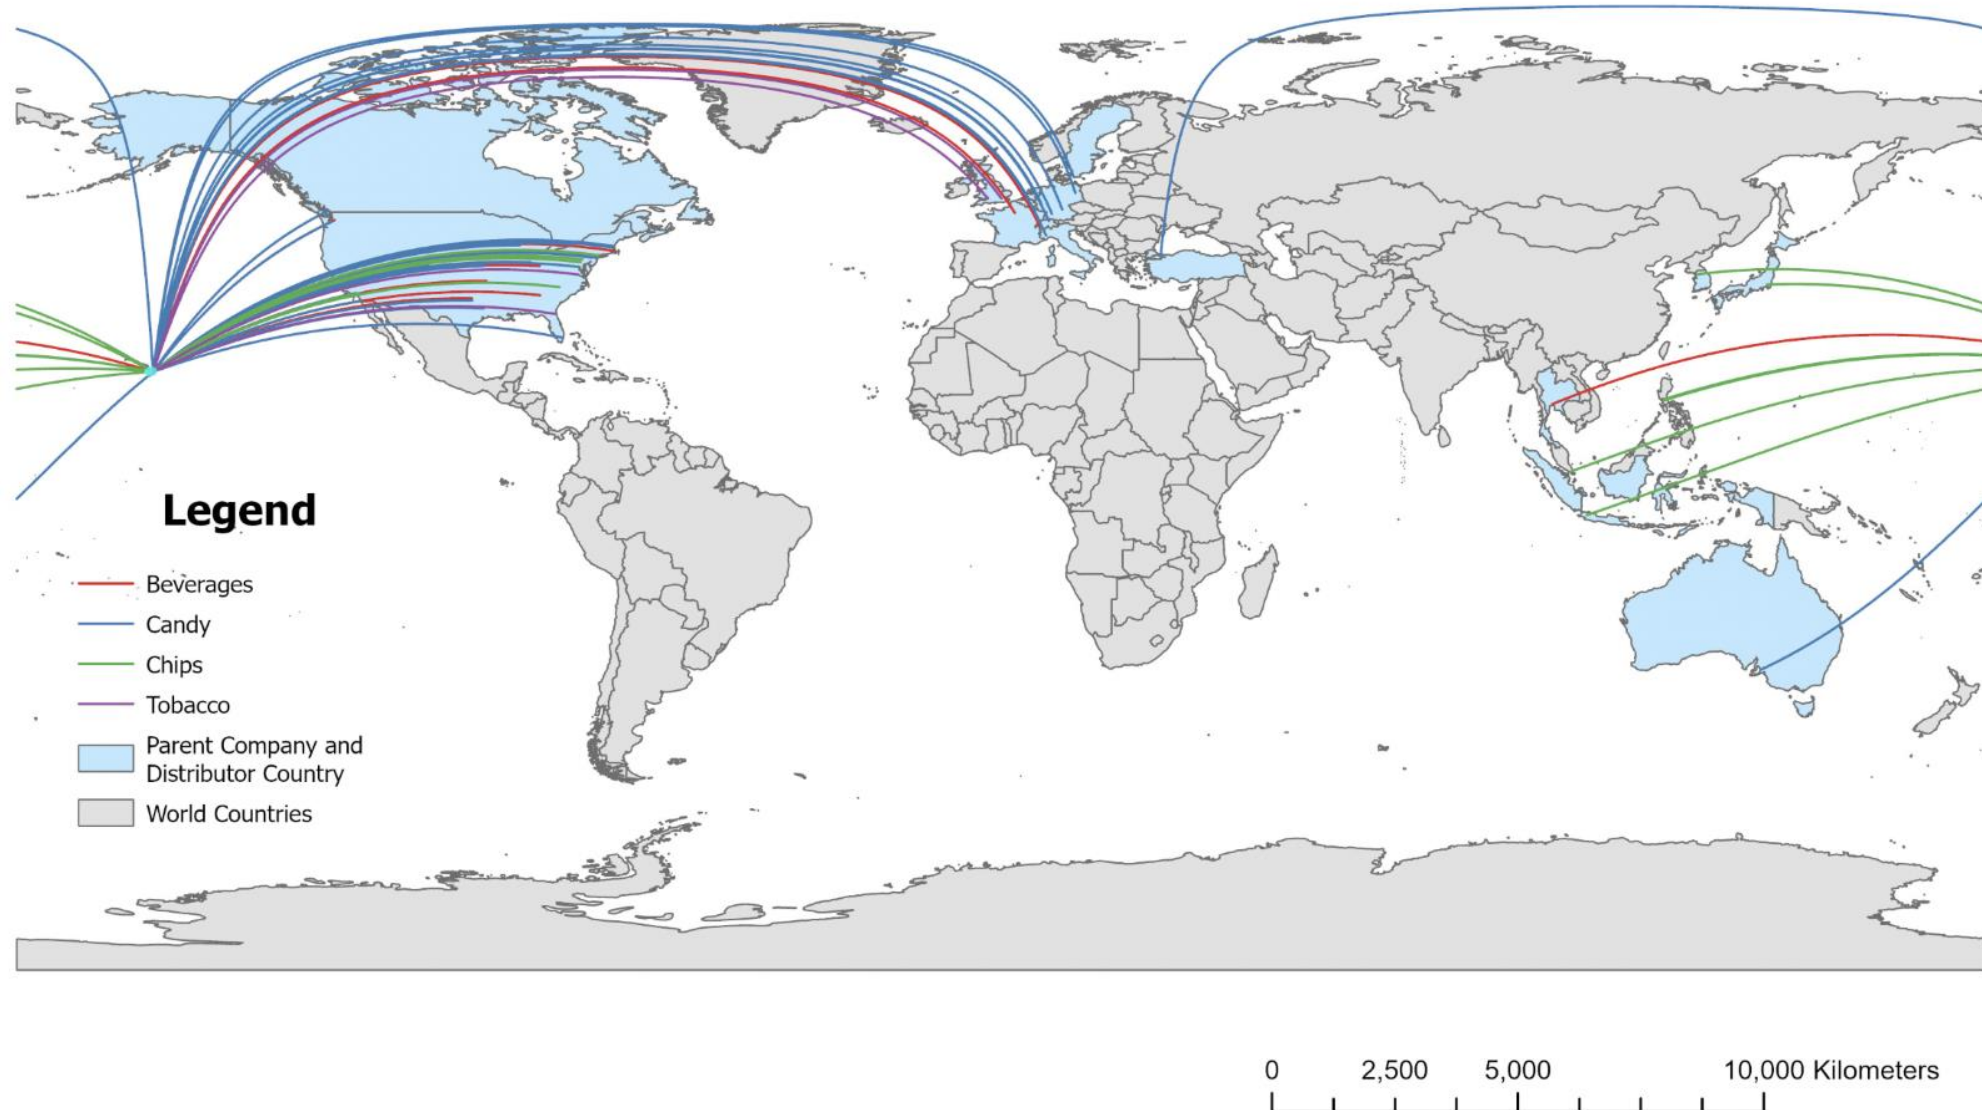 Legend
Beverages
Candy
Chips
Tobacco
Parent Company and
Distributor Country
World Countries
0 2,500 5,000 10,000 Kilometers